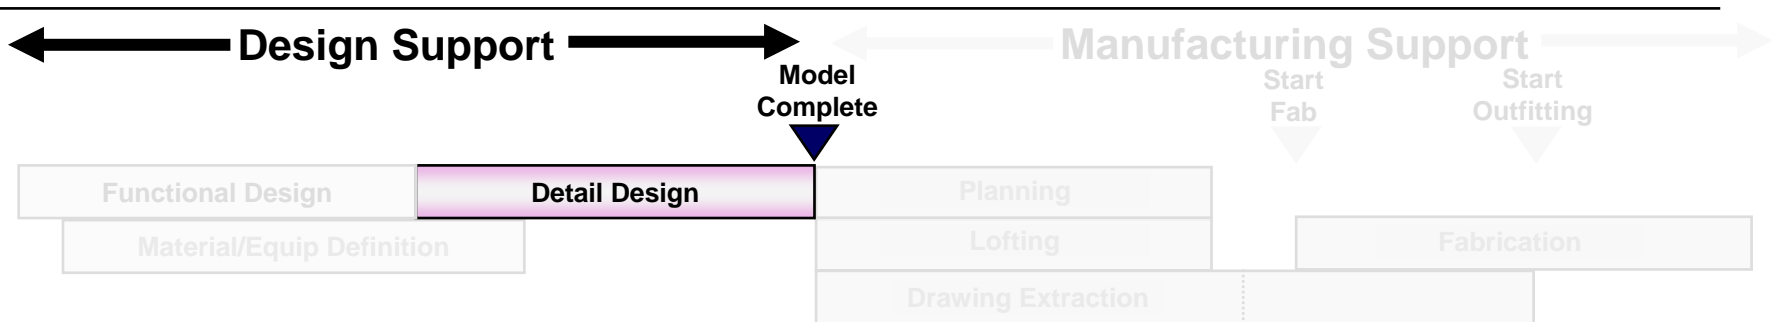 Design Support
Manufacturing Support
Model
Complete
Start
Fab
Start
Outfitting
Functional Design
Detail Design
Planning
Material/Equip Definition
Lofting
Fabrication
Drawing Extraction